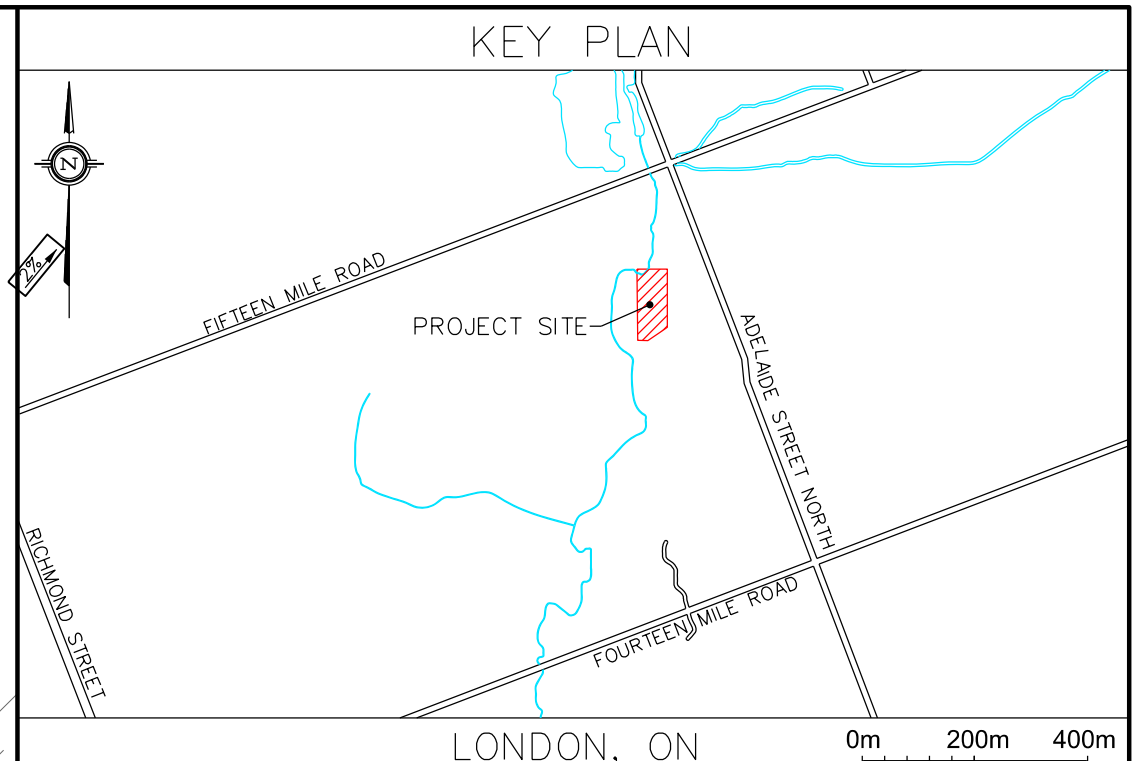 KEY PLAN
N
2%
FIFTEEN MILE ROAD
PROJECT SITE
ADELAIDE STREET NORTH
RICHMOND STREET
FOURTEEN MILE ROAD
LONDON, ON
0m 200m 400m